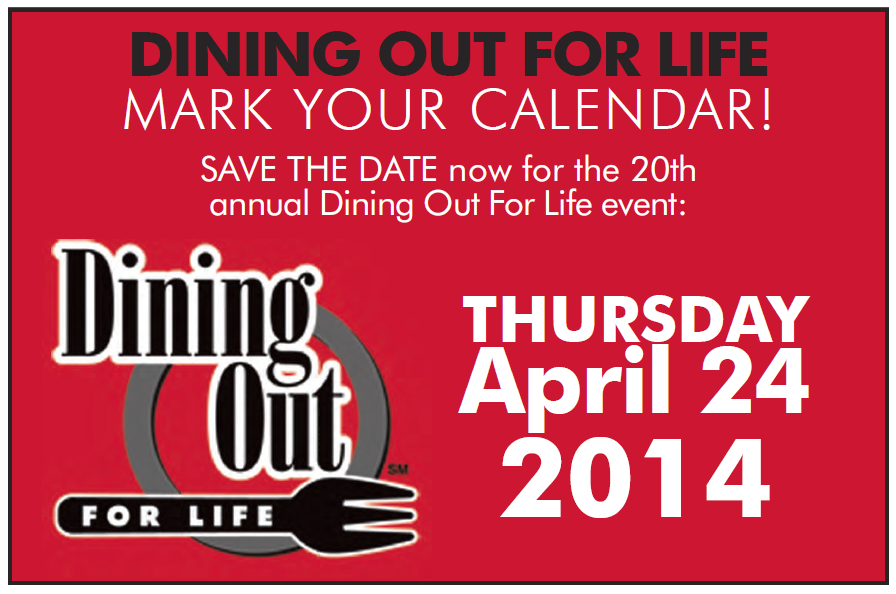 DINING OUT FOR LIFE
MARK YOUR CALENDAR!
SAVE THE DATE now for the 20th
annual Dining Out For Life event:
Dining
Out
SM
FOR LIFE
THURSDAY
April 24
2014